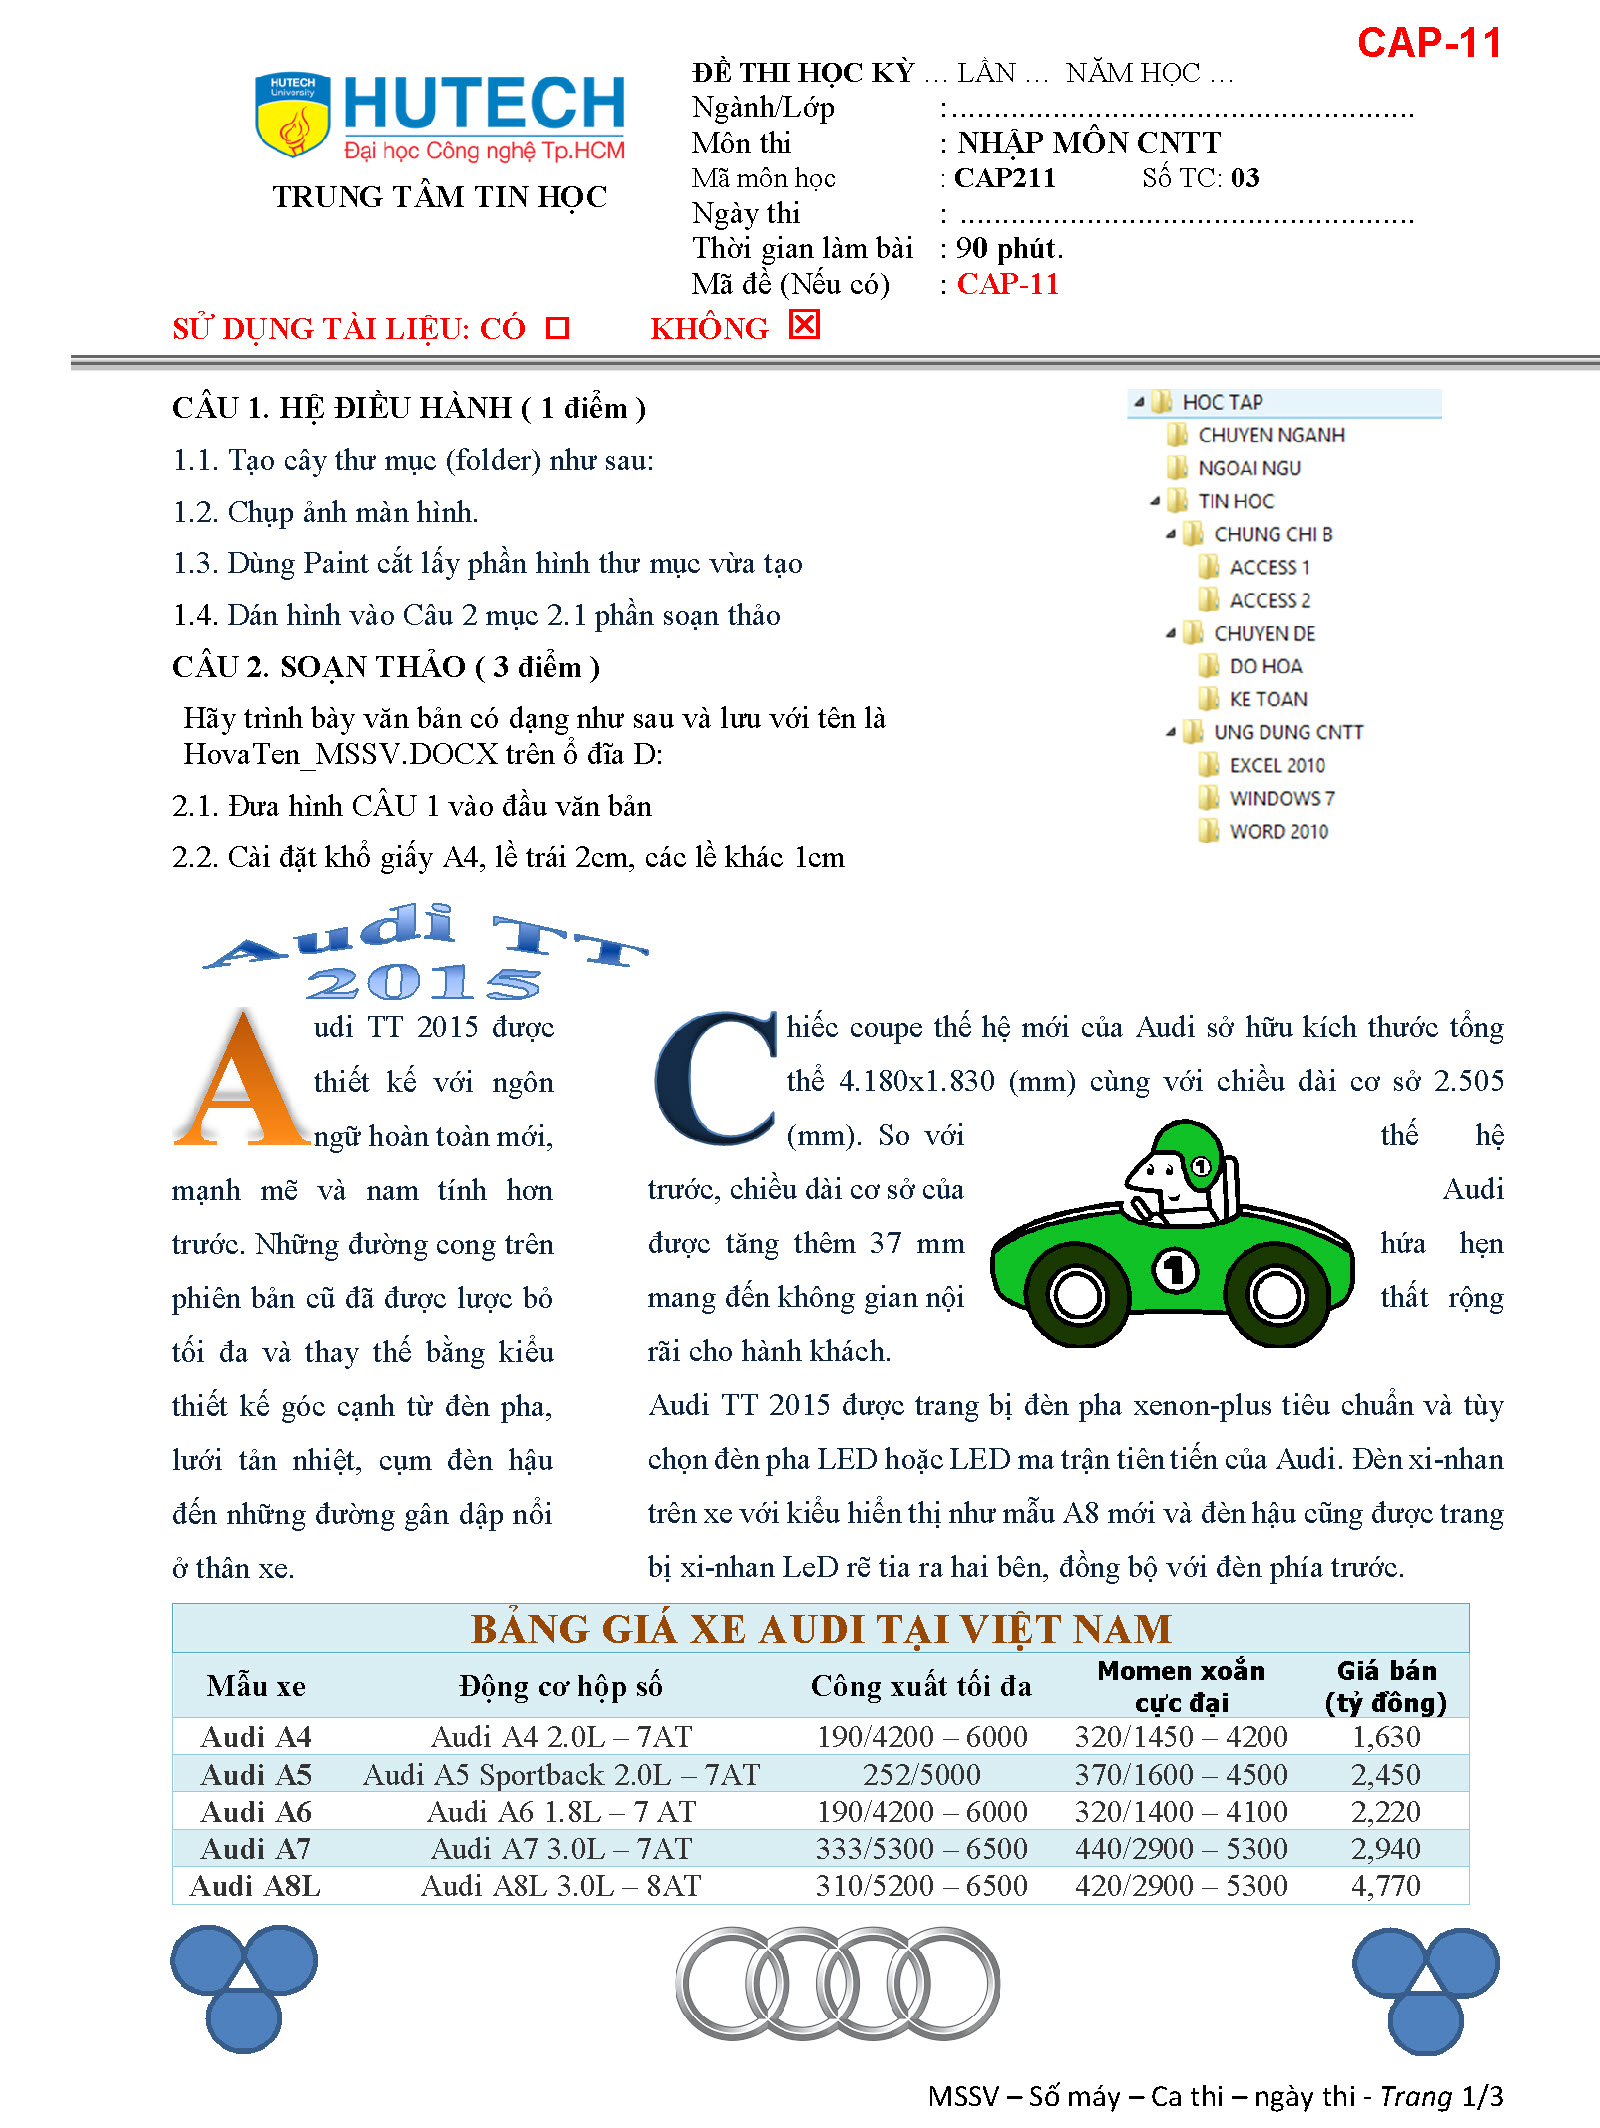 CAP-11
HUTECH
University
HUTECH
Đại học Công nghệ Tp.HCM
TRUNG TÂM TIN HỌC
ĐỀ THI HỌC KỲ … LẦN … NĂM HỌC …
Ngành/Lớp :.......................................................
Môn thi : NHẬP MÔN CNTT
Mã môn học : CAP211 Số TC: 03
Ngày thi : ......................................................
Thời gian làm bài : 90 phút.
Mã đề (Nếu có) : CAP-11
SỬ DỤNG TÀI LIỆU: CÓ ☐ KHÔNG ☒
CÂU 1. HỆ ĐIỀU HÀNH ( 1 điểm )
1.1. Tạo cây thư mục (folder) như sau:
1.2. Chụp ảnh màn hình.
1.3. Dùng Paint cắt lấy phần hình thư mục vừa tạo
1.4. Dán hình vào Câu 2 mục 2.1 phần soạn thảo
HOC TAP
CHUYEN NGANH
NGOAI NGU
TIN HOC
CHUNG CHI B
ACCESS 1
ACCESS 2
CHUYEN DE
DO HOA
KE TOAN
UNG DUNG CNTT
EXCEL 2010
WINDOWS 7
WORD 2010
CÂU 2. SOẠN THẢO ( 3 điểm )
Hãy trình bày văn bản có dạng như sau và lưu với tên là
HovaTen_MSSV.DOCX trên ổ đĩa D:
2.1. Đưa hình CÂU 1 vào đầu văn bản
2.2. Cài đặt khổ giấy A4, lề trái 2cm, các lề khác 1cm
Audi TT
2015
Audi TT 2015 được
thiết kế với ngôn
ngữ hoàn toàn mới,
mạnh mẽ và nam tính hơn
trước. Những đường cong trên
phiên bản cũ đã được lược bỏ
tối đa và thay thế bằng kiểu
thiết kế góc cạnh từ đèn pha,
lưới tản nhiệt, cụm đèn hậu
đến những đường gân dập nổi
ở thân xe.
Chiếc coupe thế hệ mới của Audi sở hữu kích thước tổng
thể 4.180x1.830 (mm) cùng với chiều dài cơ sở 2.505
(mm). So với thế hệ
trước, chiều dài cơ sở của Audi
được tăng thêm 37 mm hứa hẹn
mang đến không gian nội thất rộng
rãi cho hành khách.
1
1
Audi TT 2015 được trang bị đèn pha xenon-plus tiêu chuẩn và tùy
chọn đèn pha LED hoặc LED ma trận tiên tiến của Audi. Đèn xi-nhan
trên xe với kiểu hiển thị như mẫu A8 mới và đèn hậu cũng được trang
bị xi-nhan LeD rẽ tia ra hai bên, đồng bộ với đèn phía trước.
BẢNG GIÁ XE AUDI TẠI VIỆT NAM
Mẫu xe Động cơ hộp số Công xuất tối đa Momen xoắn cực đại Giá bán (tỷ đồng)
Audi A4 Audi A4 2.0L – 7AT 190/4200 – 6000 320/1450 – 4200 1,630
Audi A5 Audi A5 Sportback 2.0L – 7AT 252/5000 370/1600 – 4500 2,450
Audi A6 Audi A6 1.8L – 7 AT 190/4200 – 6000 320/1400 – 4100 2,220
Audi A7 Audi A7 3.0L – 7AT 333/5300 – 6500 440/2900 – 5300 2,940
Audi A8L Audi A8L 3.0L – 8AT 310/5200 – 6500 420/2900 – 5300 4,770
MSSV – Số máy – Ca thi – ngày thi - Trang 1/3